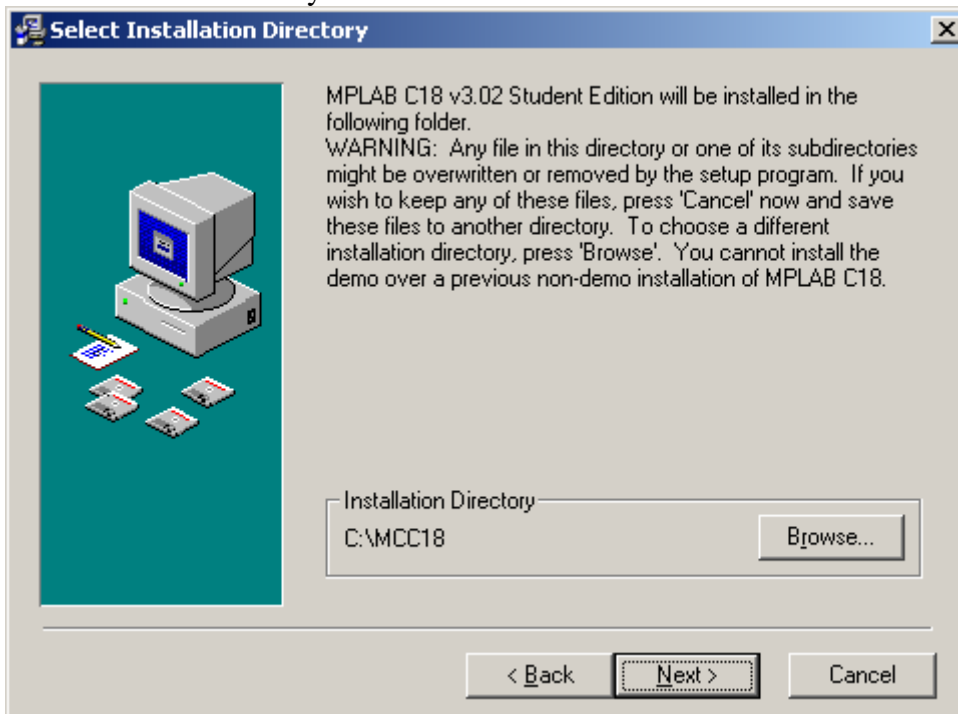 Select Installation Directory
MPLAB C18 v3.02 Student Edition will be installed in the
following folder.
WARNING:  Any file in this directory or one of its subdirectories
might be overwritten or removed by the setup program.  If you
wish to keep any of these files, press 'Cancel' now and save
these files to another directory.  To choose a different
installation directory, press 'Browse'.  You cannot install the
demo over a previous non-demo installation of MPLAB C18.
Installation Directory
C:\MCC18
Browse...
< Back
Next >
Cancel